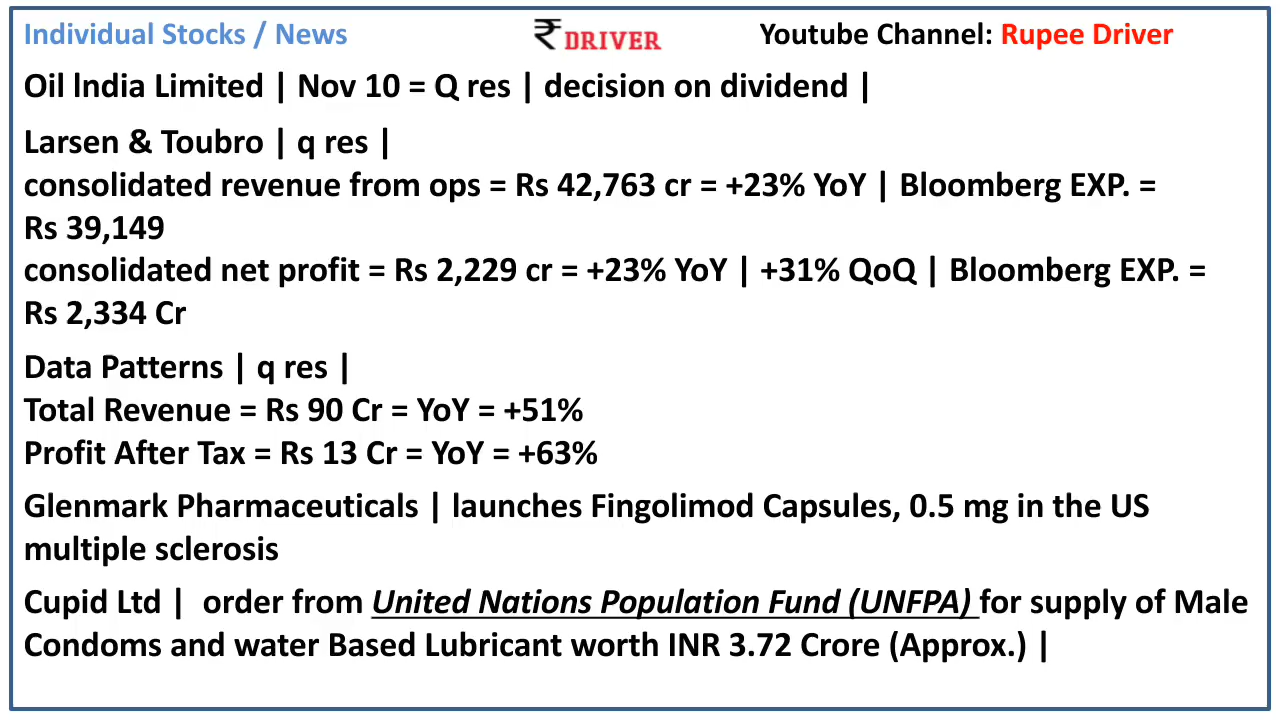 Individual Stocks / News
₹ DRIVER
Youtube Channel: Rupee Driver
Oil lndia Limited | Nov 10 = Q res | decision on dividend |
Larsen & Toubro | q res |
consolidated revenue from ops = Rs 42,763 cr = +23% YoY | Bloomberg EXP. =
Rs 39,149
consolidated net profit = Rs 2,229 cr = +23% YoY | +31% QoQ | Bloomberg EXP. =
Rs 2,334 Cr
Data Patterns | q res |
Total Revenue = Rs 90 Cr = YoY = +51%
Profit After Tax = Rs 13 Cr = YoY = +63%
Glenmark Pharmaceuticals | launches Fingolimod Capsules, 0.5 mg in the US
multiple sclerosis
Cupid Ltd | order from United Nations Population Fund (UNFPA) for supply of Male
Condoms and water Based Lubricant worth INR 3.72 Crore (Approx.) |